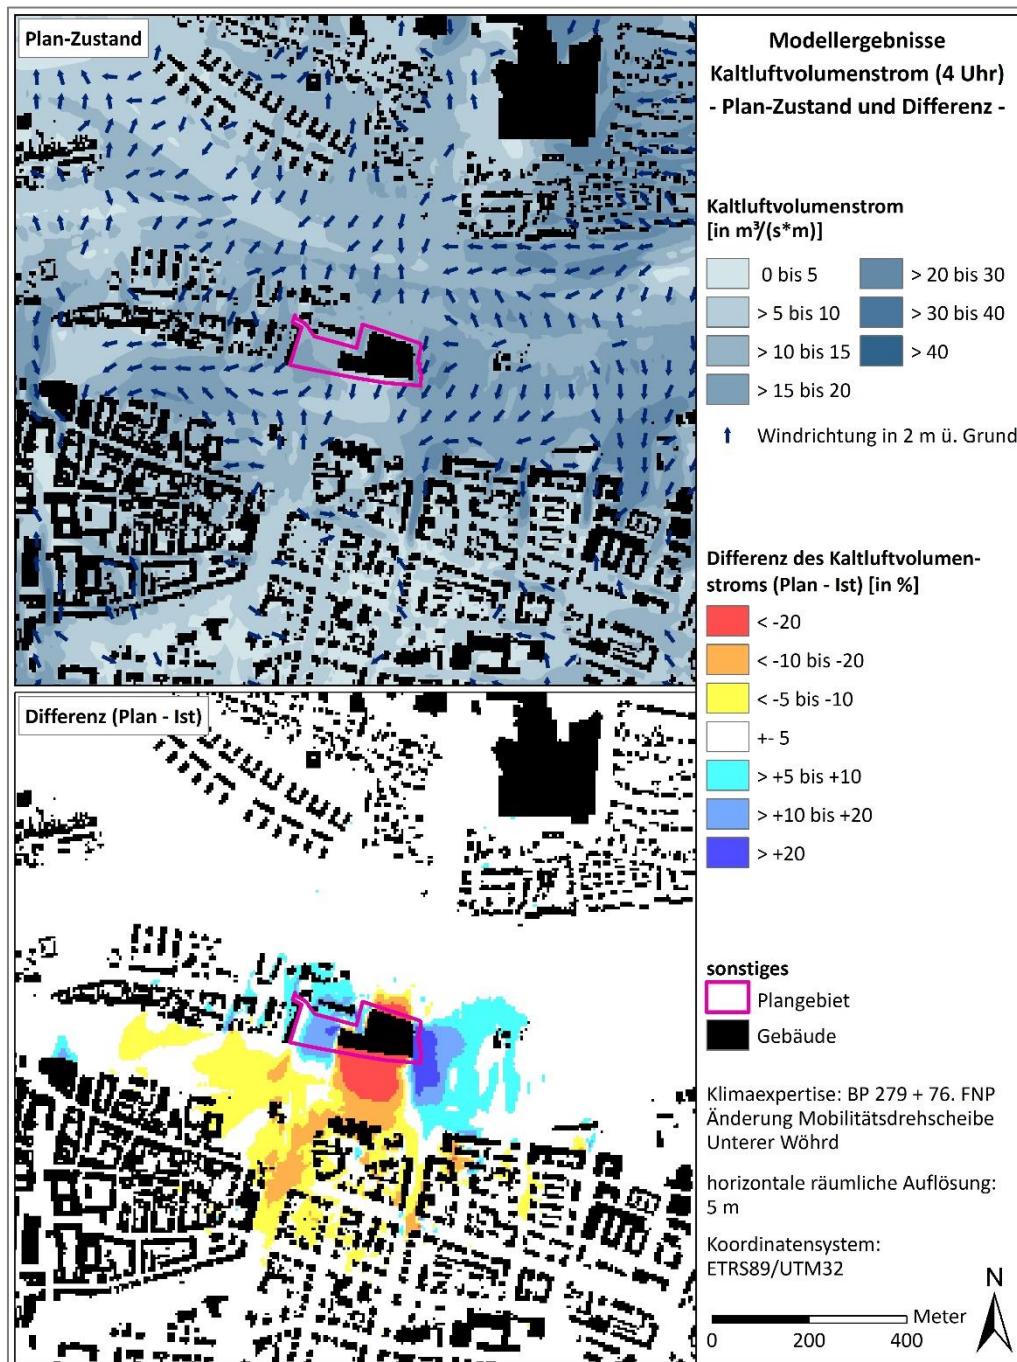 Plan-Zustand
Modellergebnisse
Kaltluftvolumenstrom (4 Uhr)
- Plan-Zustand und Differenz -
Kaltluftvolumenstrom
[in m³/(s*m)]
0 bis 5
> 5 bis 10
> 10 bis 15
> 15 bis 20
> 20 bis 30
> 30 bis 40
> 40
Windrichtung in 2 m ü. Grund
Differenz des Kaltluftvolumen-
stroms (Plan - Ist) [in %]
< -20
< -10 bis -20
< -5 bis -10
+- 5
> +5 bis +10
> +10 bis +20
> +20
Differenz (Plan - Ist)
sonstiges
Plangebiet
Gebäude
Klimaexpertise: BP 279 + 76. FNP
Änderung Mobilitätsdrehscheibe
Unterer Wöhrd
horizontale räumliche Auflösung:
5 m
Koordinatensystem:
ETRS89/UTM32
N
Meter
0 200 400